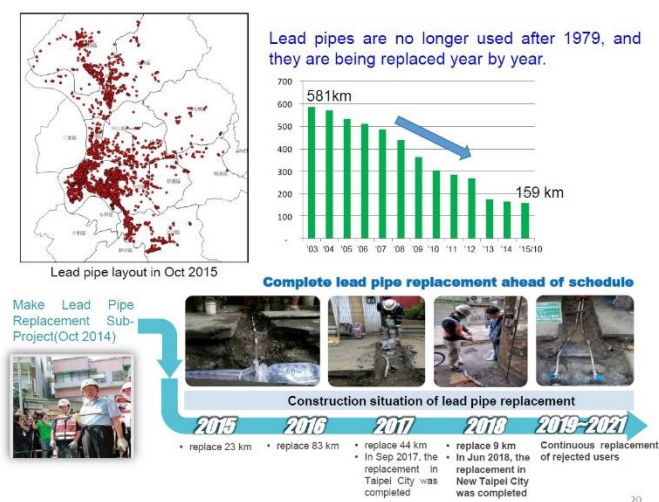 Lead pipes are no longer used after 1979, and
they are being replaced year by year.
700
600
500
400
300
200
100
-
581km
159 km
'03 '04 '05 '06 '07 '08 '09 '10 '11 '12 '13 '14 '15/10
Lead pipe layout in Oct 2015
Complete lead pipe replacement ahead of schedule
Make Lead Pipe
Replacement Sub-
Project(Oct 2014)
Construction situation of lead pipe replacement
2015
2016
2017
2018
2019~2021
• replace 23 km
• replace 83 km
• replace 44 km
• In Sep 2017, the
replacement in
Taipei City was
completed
• replace 9 km
• In Jun 2018, the
replacement in
New Taipei City
was completed
Continuous replacement
of rejected users
20